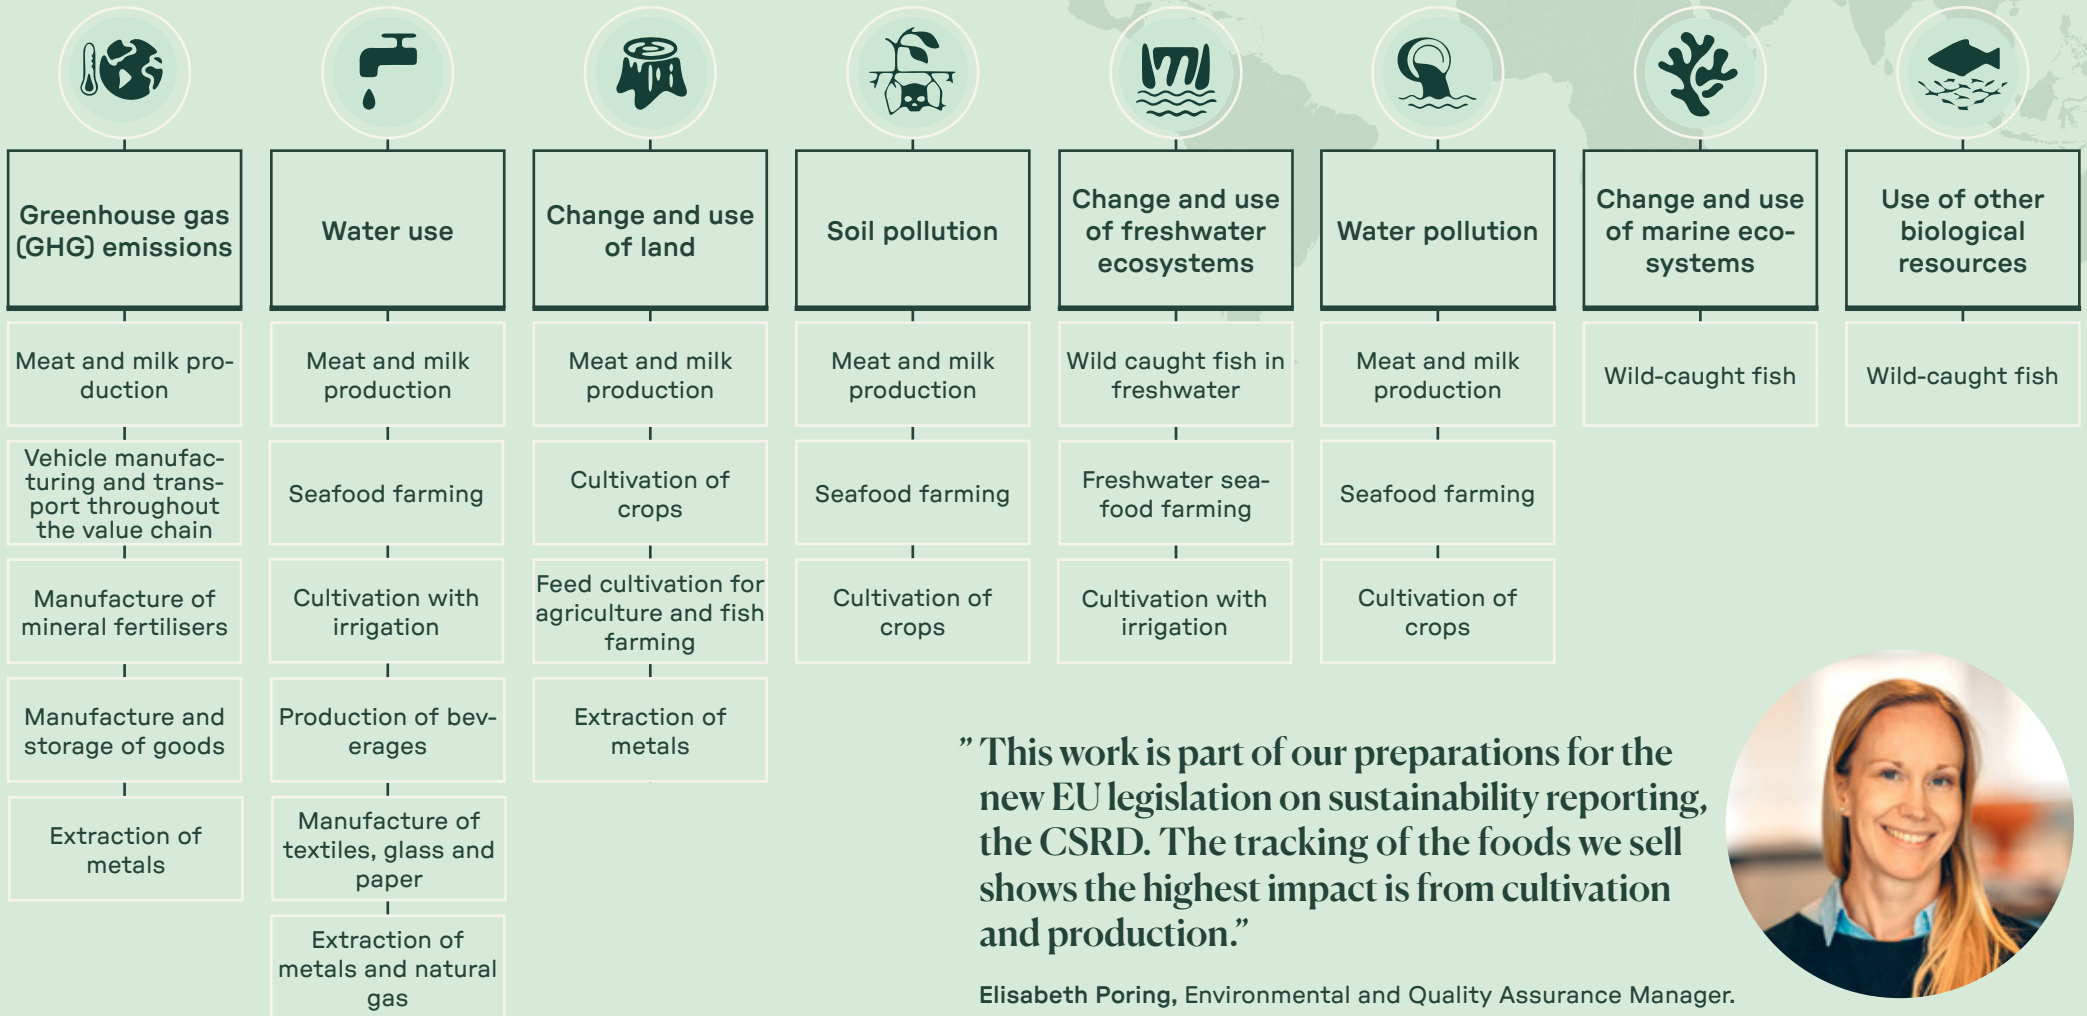 Greenhouse gas
(GHG) emissions
Meat and milk pro-
duction
Vehicle manufac-
turing and trans-
port throughout
the value chain
Manufacture of
mineral fertilisers
Manufacture and
storage of goods
Extraction of
metals
Water use
Meat and milk
production
Seafood farming
Cultivation with
irrigation
Production of bev-
erages
Manufacture of
textiles, glass and
paper
Extraction of
metals and natural
gas
Change and use
of land
Meat and milk
production
Cultivation of
crops
Feed cultivation for
agriculture and fish
farming
Extraction of
metals
Soil pollution
Meat and milk
production
Seafood farming
Cultivation of
crops
Change and use
of freshwater
ecosystems
Wild caught fish in
freshwater
Freshwater sea-
food farming
Cultivation with
irrigation
Water pollution
Meat and milk
production
Seafood farming
Cultivation of
crops
Change and use
of marine eco-
systems
Wild-caught fish
Use of other
biological
resources
Wild-caught fish
” This work is part of our preparations for the
new EU legislation on sustainability reporting,
the CSRD. The tracking of the foods we sell
shows the highest impact is from cultivation
and production.”
Elisabeth Poring, Environmental and Quality Assurance Manager.